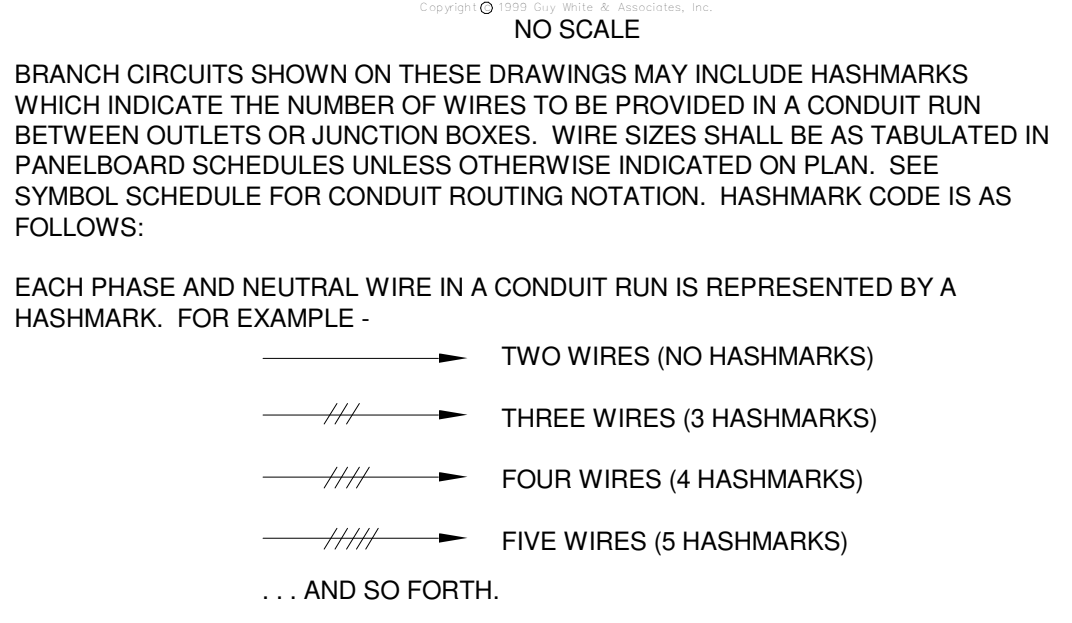 Copyright © 1999 Guy White & Associates, Inc.
NO SCALE
BRANCH CIRCUITS SHOWN ON THESE DRAWINGS MAY INCLUDE HASHMARKS
WHICH INDICATE THE NUMBER OF WIRES TO BE PROVIDED IN A CONDUIT RUN
BETWEEN OUTLETS OR JUNCTION BOXES.  WIRE SIZES SHALL BE AS TABULATED IN
PANELBOARD SCHEDULES UNLESS OTHERWISE INDICATED ON PLAN.  SEE
SYMBOL SCHEDULE FOR CONDUIT ROUTING NOTATION.  HASHMARK CODE IS AS
FOLLOWS:
EACH PHASE AND NEUTRAL WIRE IN A CONDUIT RUN IS REPRESENTED BY A
HASHMARK.  FOR EXAMPLE -
TWO WIRES (NO HASHMARKS)
THREE WIRES (3 HASHMARKS)
FOUR WIRES (4 HASHMARKS)
FIVE WIRES (5 HASHMARKS)
. . . AND SO FORTH.